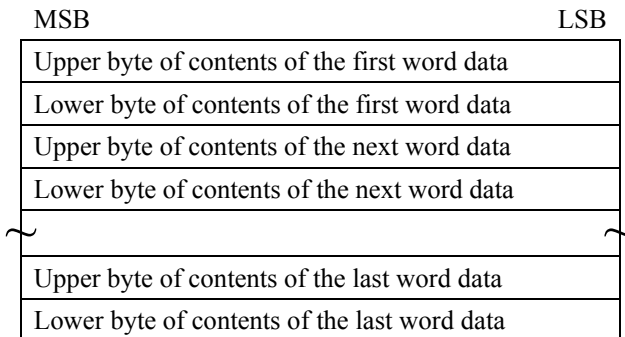 MSB LSB
Upper byte of contents of the first word data
Lower byte of contents of the first word data
Upper byte of contents of the next word data
Lower byte of contents of the next word data
Upper byte of contents of the last word data
Lower byte of contents of the last word data